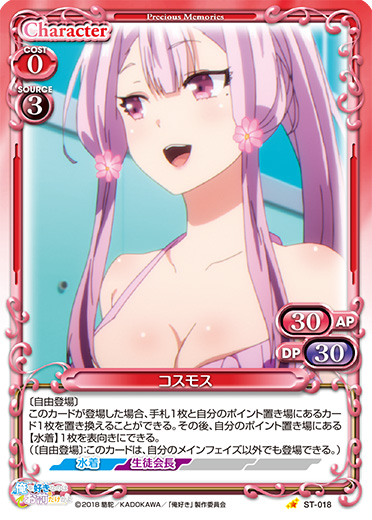 Precious Memories
Character
COST
0
SOURCE
3
30 AP
DP 30
コスモス
〔自由登場〕
このカードが登場した場合、手札1枚と自分のポイント置き場にあるカー
ド1枚を置き換えることができる。その後、自分のポイント置き場にある
【水着】1枚を表向きにできる。
(〔自由登場〕:このカードは、自分のメインフェイズ以外でも登場できる。)
水着 生徒会長
©2018 駱駝/KADOKAWA/「俺好き」製作委員会
ST-018